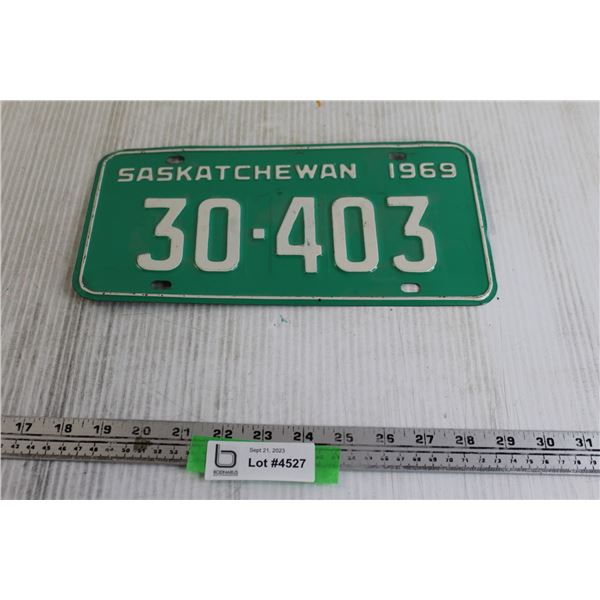 SASKATCHEWAN 1969
30-403
17 18 19 20 21 22 23 24 25 26 27 28 29 30 31
Sept 21, 2023
Lot #4527
b
BODNARUS